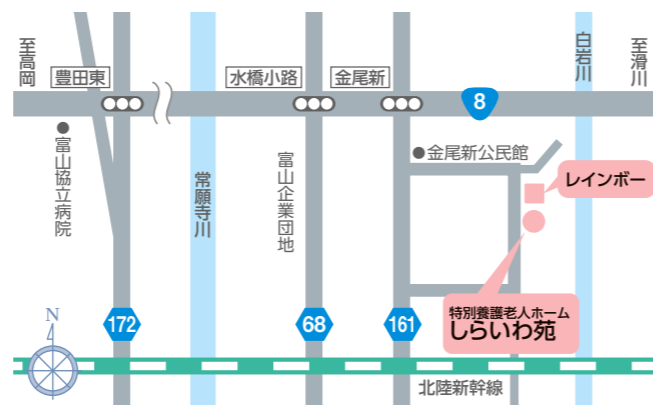 至高岡
豊田東
水橋小路
金尾新
8
白岩川
至滑川
富山協立病院
常願寺川
富山企業団地
金尾新公民館
レインボー
特別養護老人ホーム
しらいわ苑
172
68
161
N
北陸新幹線